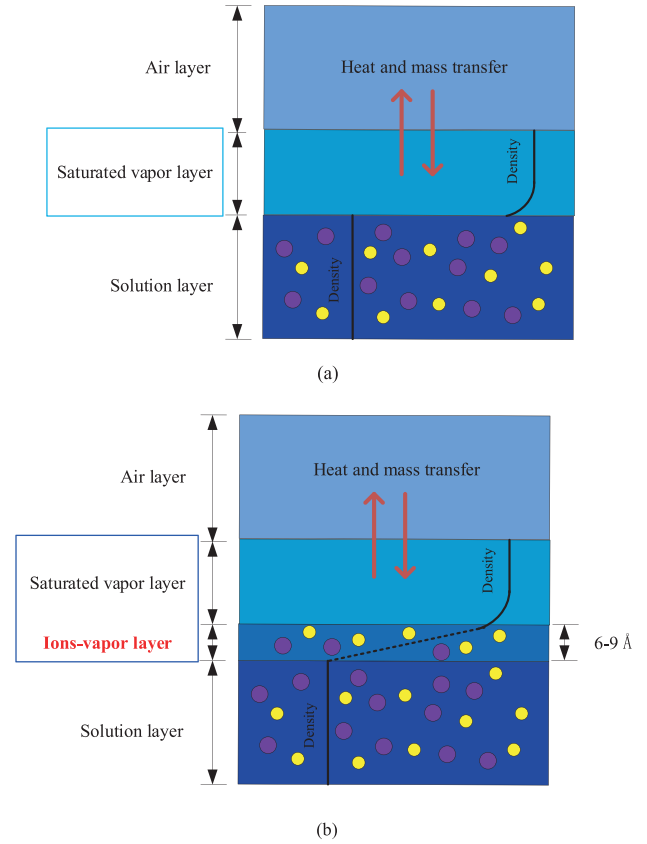 Air layer
Heat and mass transfer
Saturated vapor layer
Density
Solution layer
Density
(a)
Air layer
Heat and mass transfer
Saturated vapor layer
Density
Ions-vapor layer
6-9 Å
Solution layer
Density
(b)